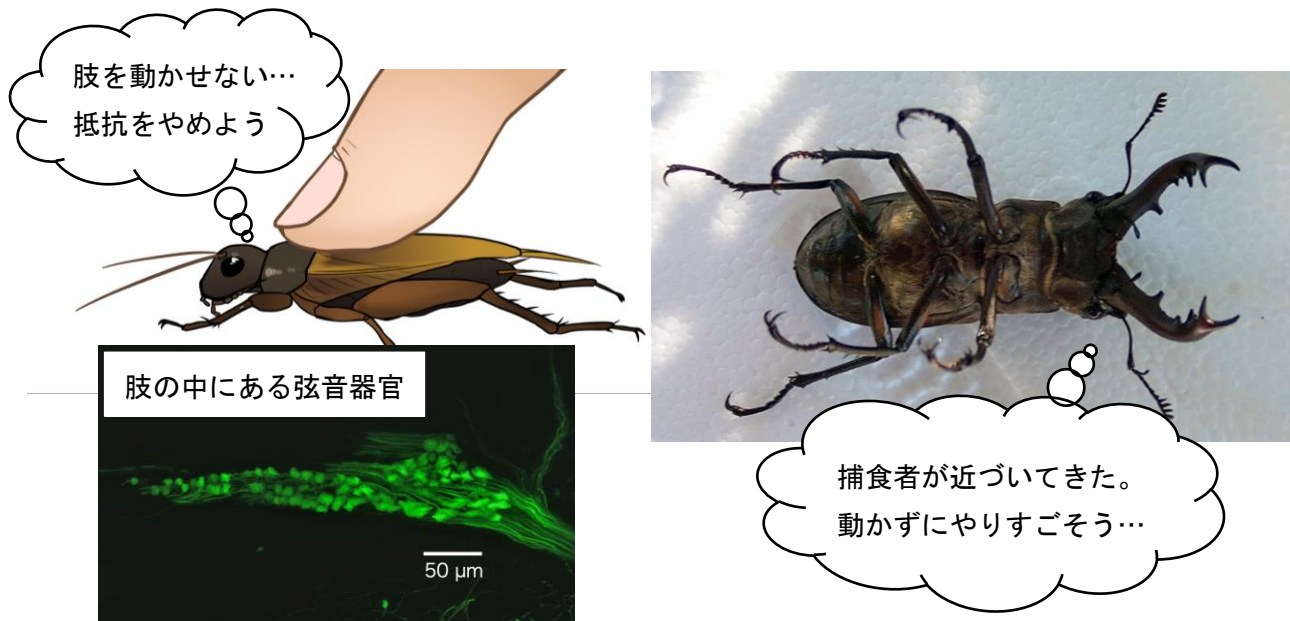 肢を動かせない…
抵抗をやめよう
肢の中にある弦音器官
50 μm
捕食者が近づいてきた。
動かずにやりすごそう…